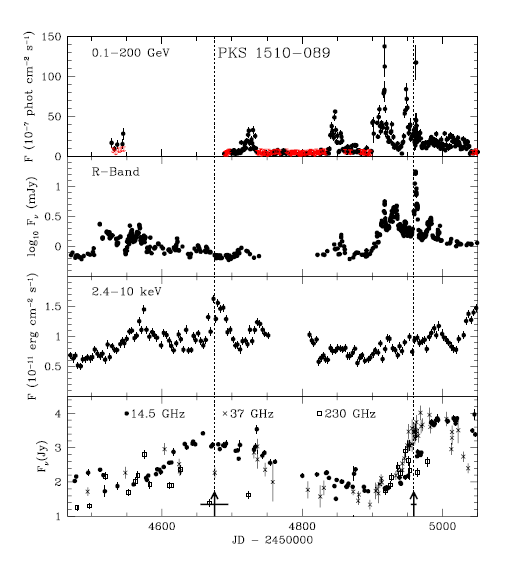 150
0.1-200 GeV
PKS 1510-089
100
50
0
F (10⁻⁷ phot cm⁻² s⁻¹)
R-Band
1
0.5
0
log₁₀ Fᵥ (mJy)
2.4-10 keV
1.5
1
0.5
F (10⁻¹¹ erg cm⁻² s⁻¹)
4
14.5 GHz
37 GHz
230 GHz
3
2
1
Fᵥ(Jy)
4600
4800
5000
JD - 2450000